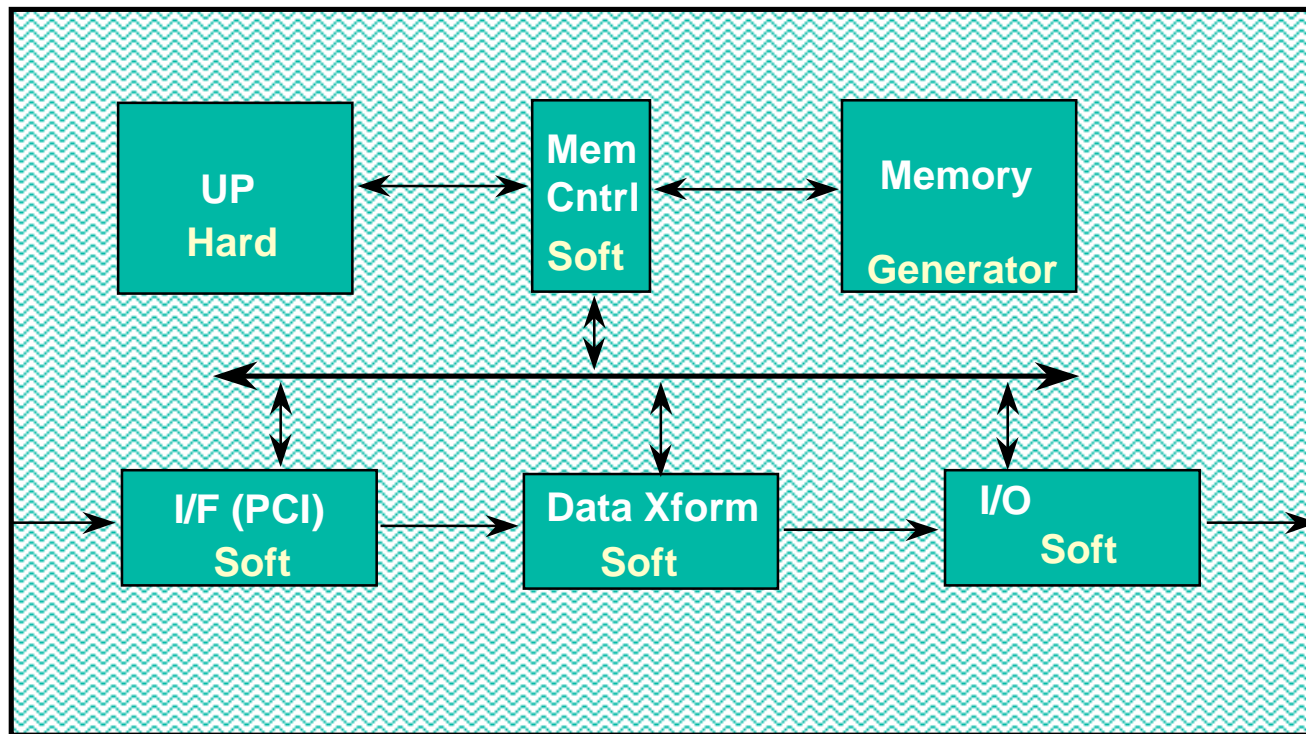 UP
Hard
Mem
Cntrl
Soft
Memory
Generator
I/F (PCI)
Soft
Data Xform
Soft
I/O
Soft